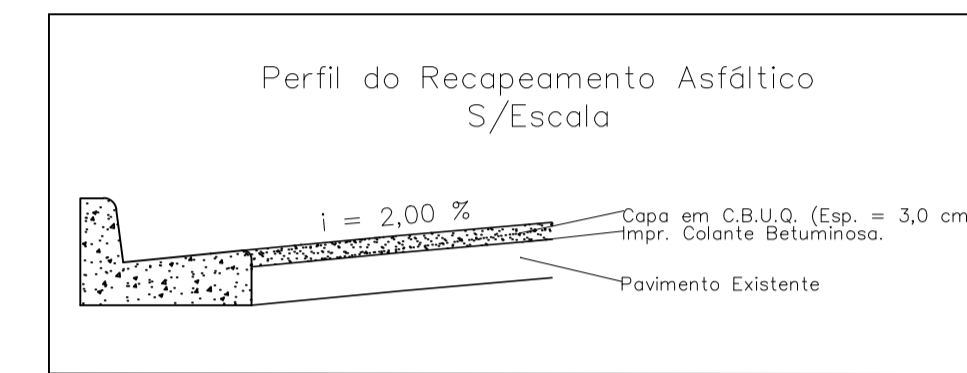 Perfil do Recapeamento Asfáltico
S/Escala
i = 2,00 %
Capa em C.B.U.Q. (Esp. = 3,0 cm
Impr. Colante Betuminosa.
Pavimento Existente